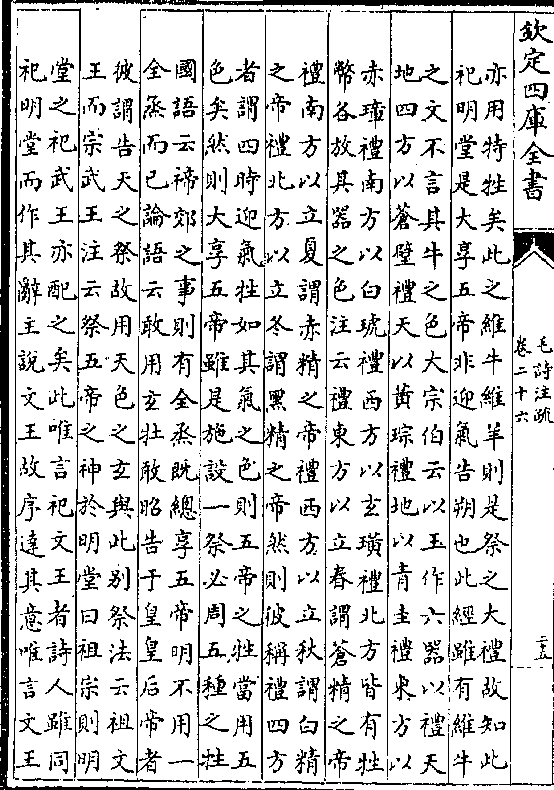 欽定四庫全書
毛詩注疏
卷二十六
二五
亦用特牲矣此之維牛維羊則是祭之大禮故知此
祀明堂是大享五帝非迎氣告朔也此經雖有維牛
之文不言其牛之色大宗伯云以玉作六器以禮天
地四方以蒼璧禮天以黃琮禮地以青圭禮東方以
赤璋禮南方以白琥禮西方以玄璜禮北方皆有牲
幣各放其器之色注云禮東方以立春謂蒼精之帝
禮南方以立夏謂赤精之帝禮西方以立秋謂白精
之帝禮北方以立冬謂黑精之帝然則彼稱禮四方
者謂四時迎氣牲如其氣之色則五帝之牲當用五
色矣然則大享五帝雖是施設一祭必周五種之牲
國語云禘郊之事則有全烝既總享五帝明不用一
全烝而已論語云敢用玄牡敢昭告于皇皇后帝者
彼謂告天之祭故用天色之玄與此别祭法云祖文
王而宗武王注云祭五帝之神於明堂曰祖宗則明
堂之祀武王亦配之矣此唯言祀文王者詩人雖同
祀明堂而作其辭主說文王故序達其意唯言文王